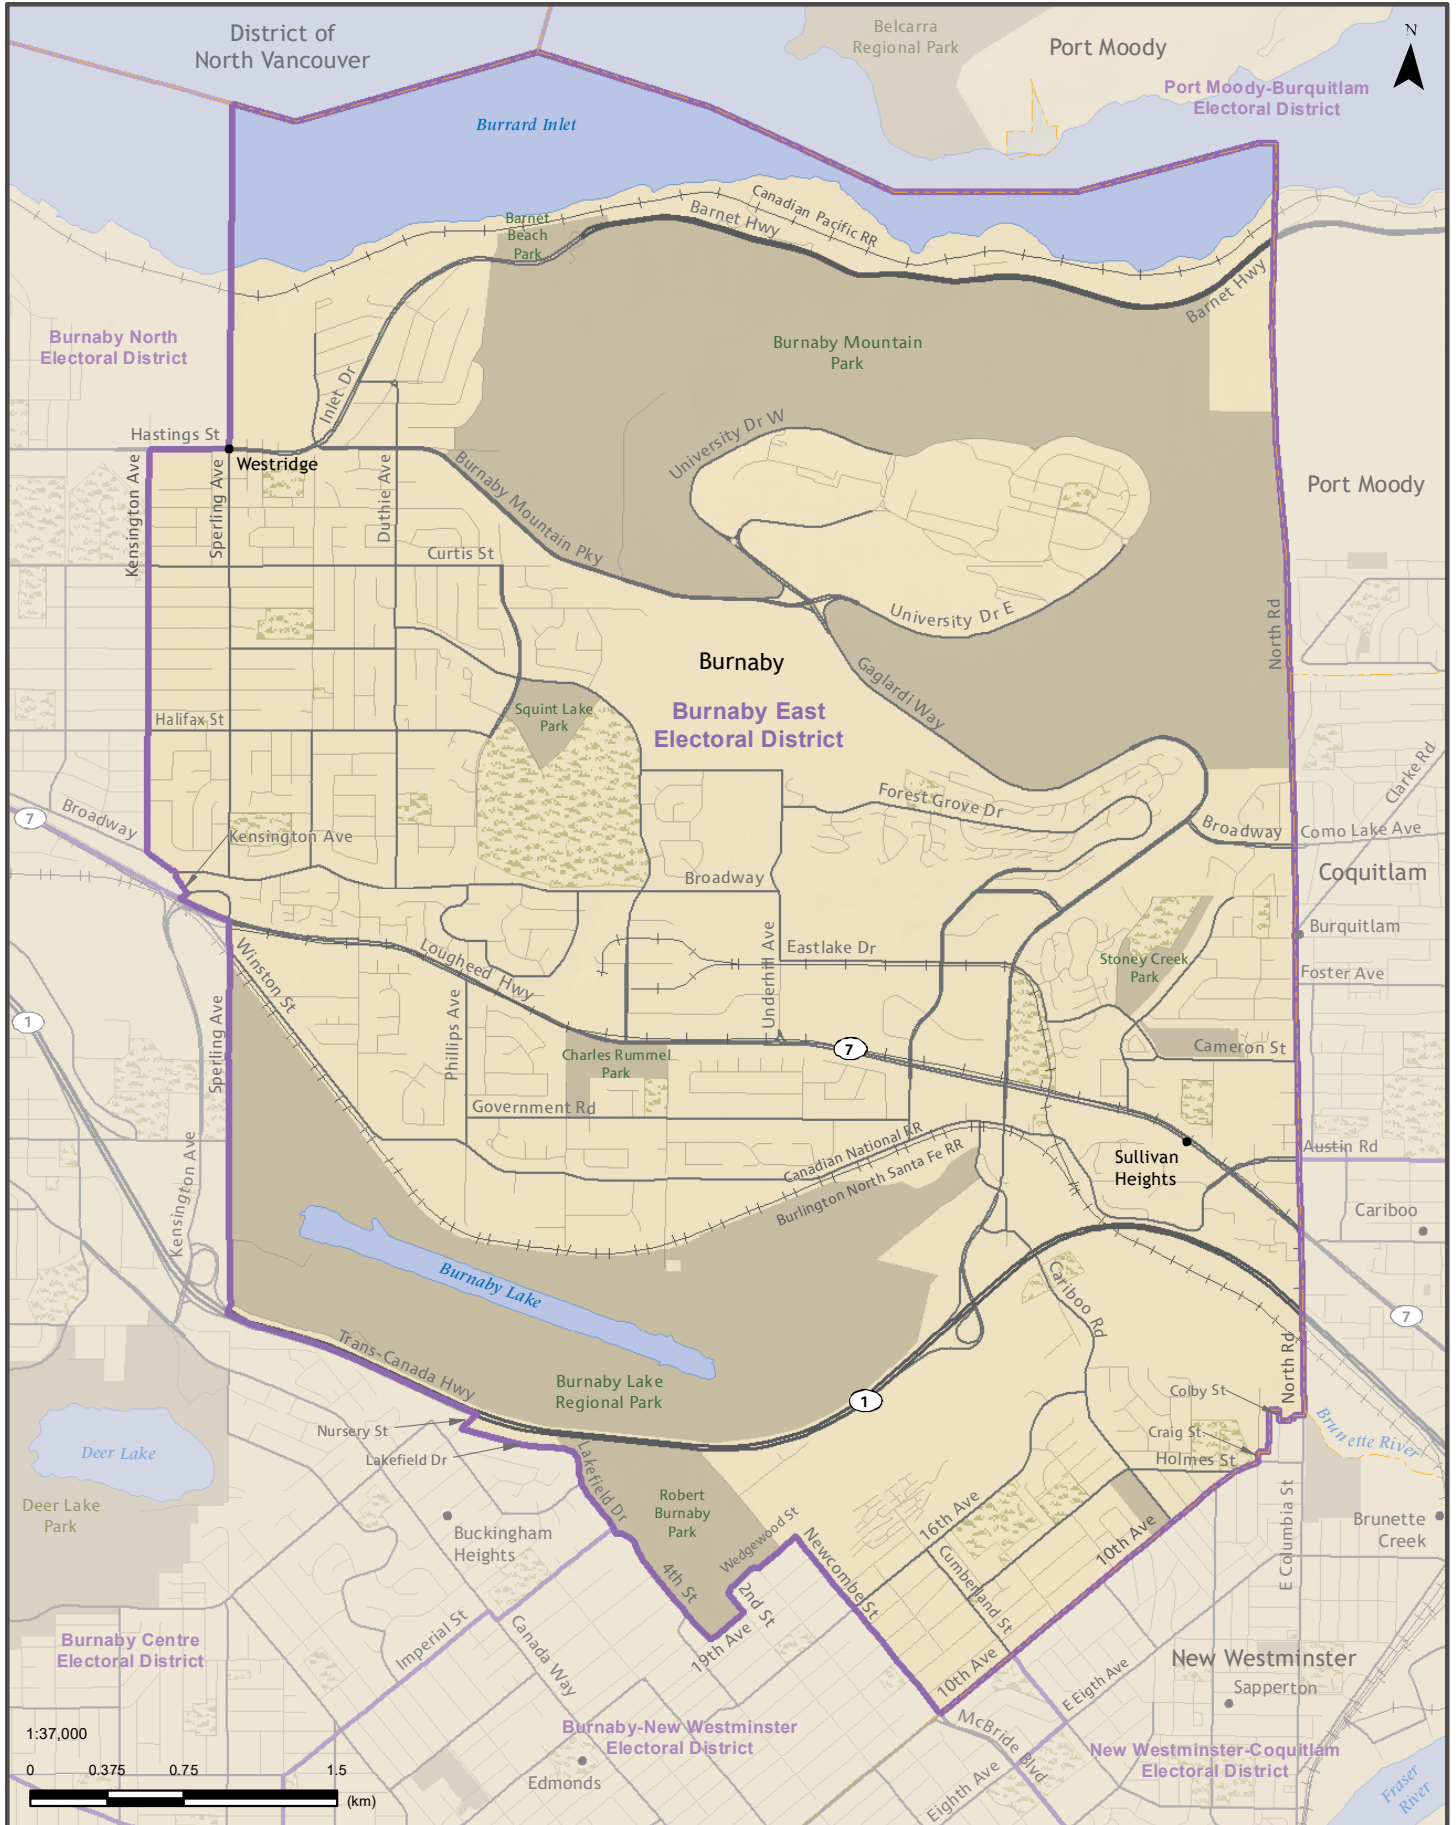 District of
North Vancouver
Belcarra
Regional Park
Port Moody
N
Port Moody-Burquitlam
Electoral District
Burrard Inlet
Canadian Pacific RR
Barnet
Beach
Park
Barnet Hwy
Barnet Hwy
Burnaby North
Electoral District
Burnaby Mountain
Park
Inlet Dr
University Dr W
Hastings St
Westridge
Kensington Ave
Sperling Ave
Duthie Ave
Burnaby Mountain Pky
Port Moody
Curtis St
University Dr E
North Rd
Burnaby
Gaglardi Way
Burnaby East
Electoral District
Squint Lake
Park
Halifax St
Clarke Rd
Forest Grove Dr
7
Broadway
Kensington Ave
Broadway
Como Lake Ave
Broadway
Coquitlam
Burquitlam
Underhill Ave
Eastlake Dr
Lougheed Hwy
Winston St
Stoney Creek
Park
Foster Ave
1
Sperling Ave
Phillips Ave
7
Charles Rummel
Park
Cameron St
Government Rd
Canadian National RR
Burlington North Santa Fe RR
Sullivan
Heights
Austin Rd
Kensington Ave
Cariboo
Burnaby Lake
Cariboo Rd
7
Trans-Canada Hwy
North Rd
Burnaby Lake
Regional Park
1
Colby St
Nursery St
Craig St
Brunette River
Deer Lake
Lakefield Dr
Holmes St
Lakefield Dr
Deer Lake
Park
Robert
Burnaby
Park
E Columbia St
Buckingham
Heights
Wedgewood St
16th Ave
10th Ave
Brunette
Creek
Newcombe St
Cumberland St
4th St
2nd St
Burnaby Centre
Electoral District
Imperial St
Canada Way
19th Ave
New Westminster
10th Ave
E Eigth Ave
Sapperton
McBride Blvd
Burnaby-New Westminster
Electoral District
New Westminster-Coquitlam
Electoral District
Edmonds
Eighth Ave
Fraser
River
1:37,000
0 0.375 0.75 1.5
(km)